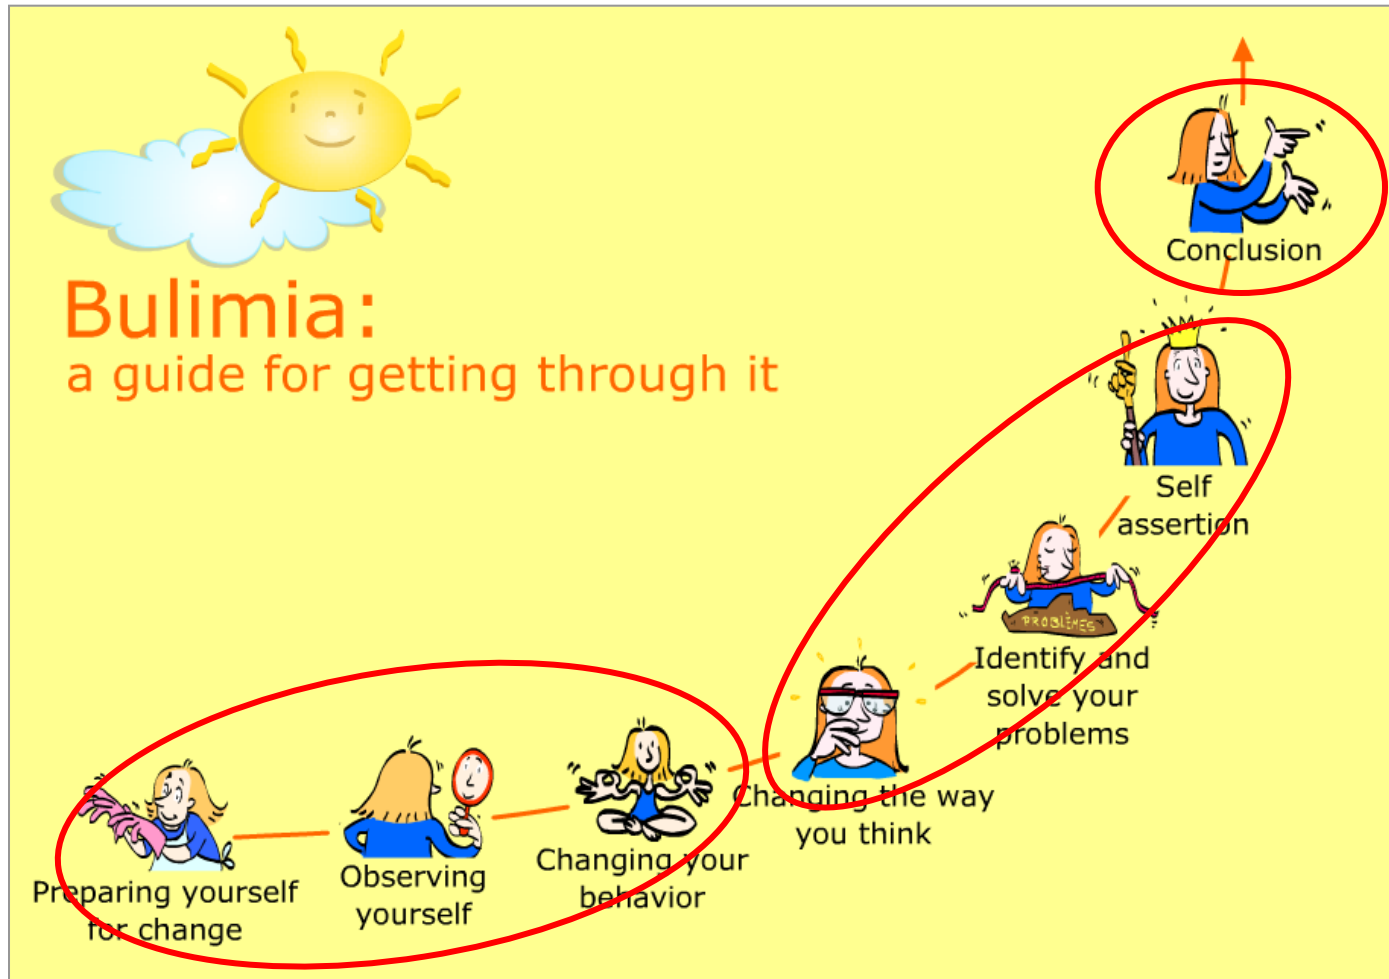 Bulimia:
a guide for getting through it
Conclusion
Self
assertion
PROBLÈMES
Identify and
solve your
problems
Changing the way
you think
Changing your
behavior
Observing
yourself
Preparing yourself
for change